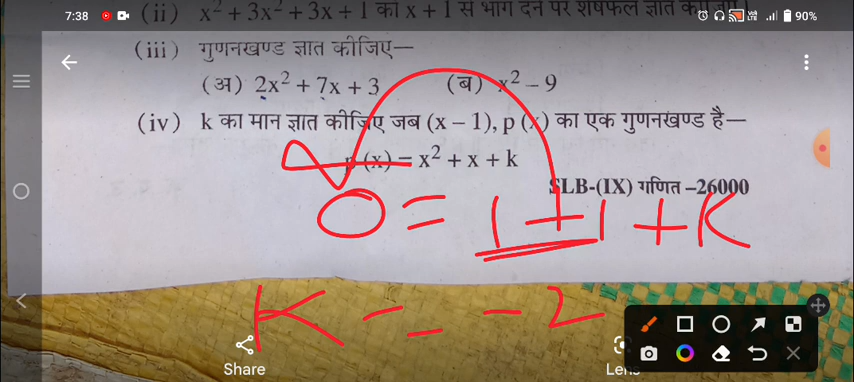 7:38 90%
(ii) x² + 3x² + 3x + 1 को x + 1 से भाग देने पर शेषफल ज्ञात
(iii) गुणनखण्ड ज्ञात कीजिए—
(अ) 2x² + 7x + 3 (ब) x² – 9
(iv) k का मान ज्ञात कीजिए जब (x – 1), p (x) का एक गुणनखण्ड है—
p (x) = x² + x + k
SLB-(IX) गणित –26000
0 = 1 + 1 + K
K = - 2
Share Lens